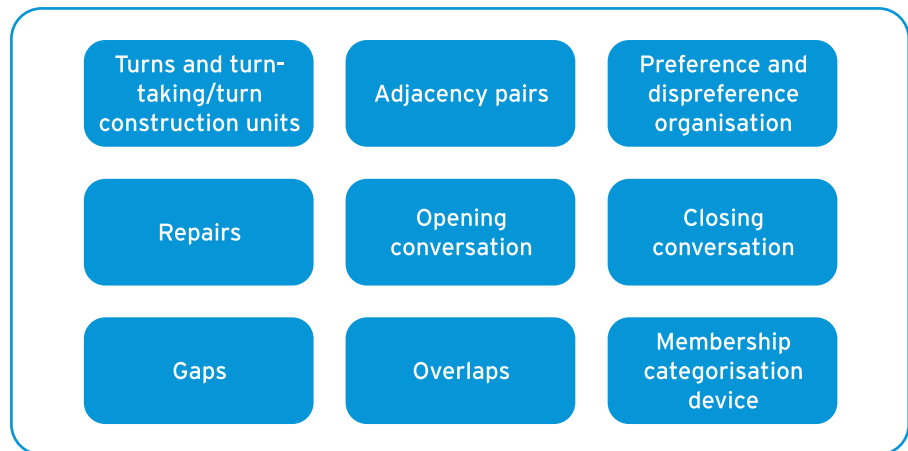 Turns and turn-
taking/turn
construction units
Adjacency pairs
Preference and
dispreference
organisation
Repairs
Opening
conversation
Closing
conversation
Gaps
Overlaps
Membership
categorisation
device